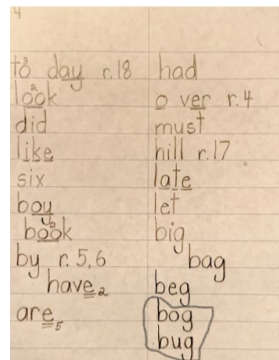 4
to day r.18
look
did
like
six
boy
book
by r. 5,6
have 2
are 5
had
o ver r. 4
must
hill r.17
late
let
big
bag
beg
bog
bug